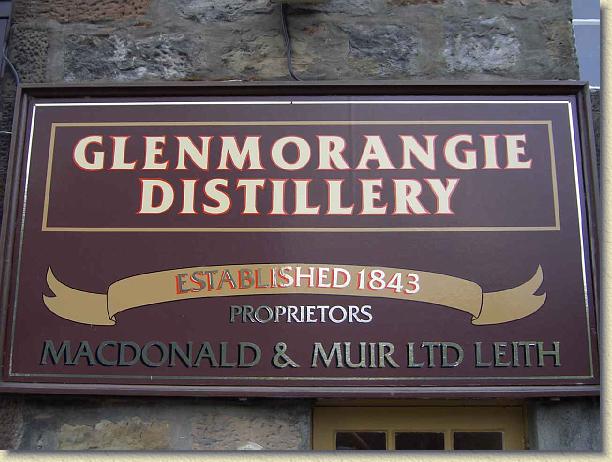 GLENMORANGIE
DISTILLERY
ESTABLISHED 1843
PROPRIETORS
MACDONALD & MUIR LTD LEITH